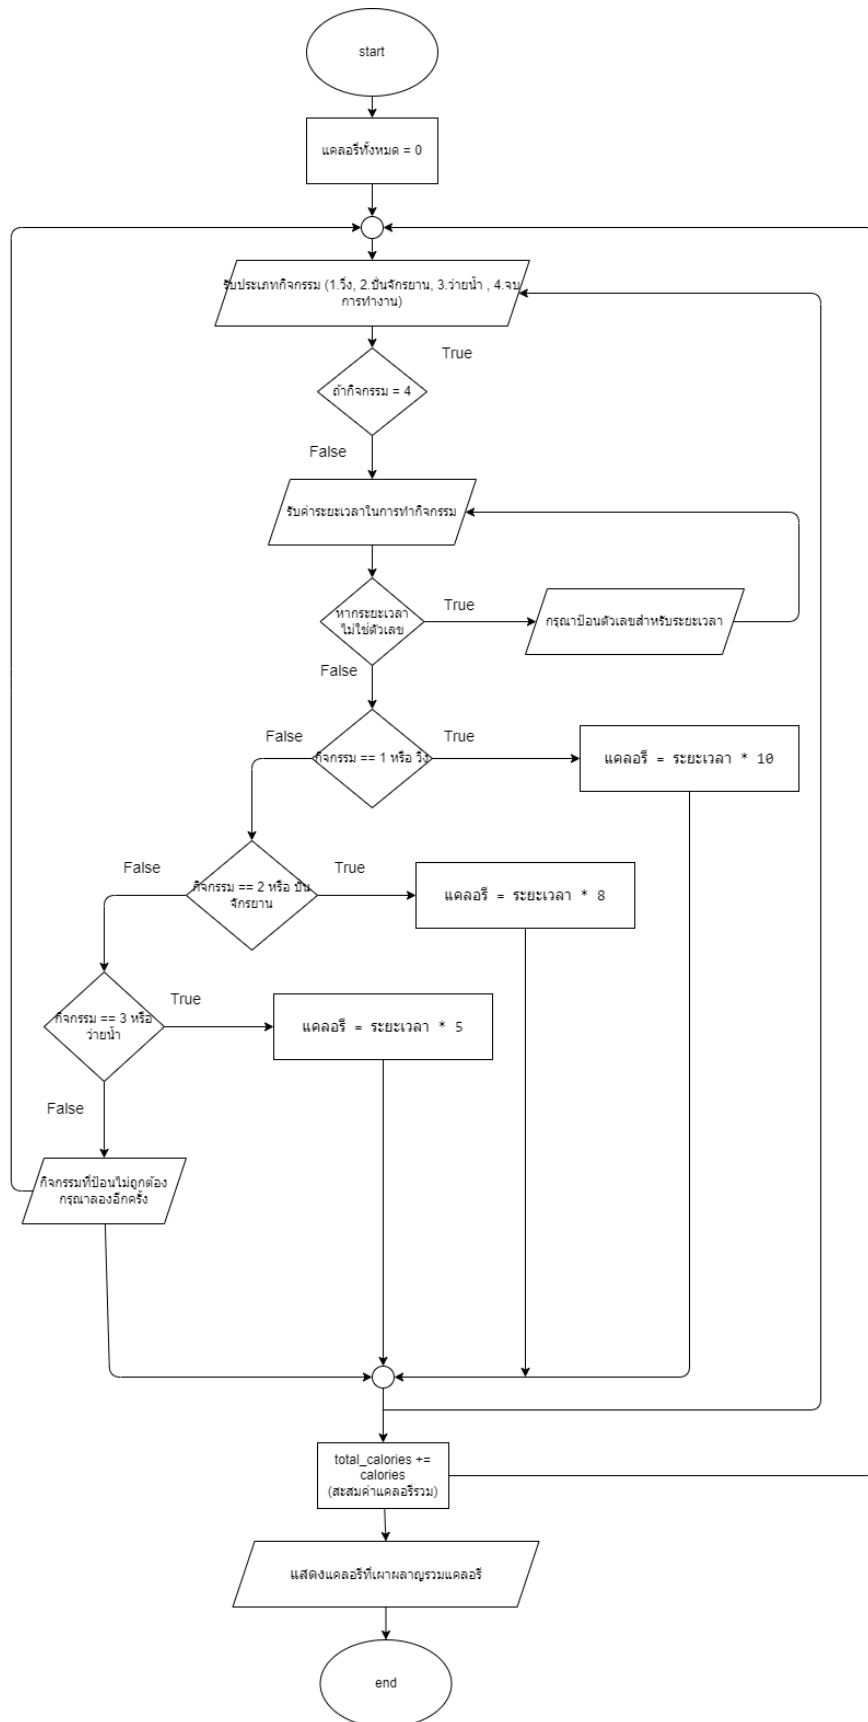 start
แคลอรีทั้งหมด = 0
รับประเภทกิจกรรม (1.วิ่ง, 2.ปั่นจักรยาน, 3.ว่ายน้ำ , 4.จบ
การทำงาน)
True
ถ้ากิจกรรม = 4
False
รับค่าระยะเวลาในการทำกิจกรรม
หากระยะเวลา
ไม่ใช่ตัวเลข
True
กรุณาป้อนตัวเลขสำหรับระยะเวลา
False
False
กิจกรรม == 1 หรือ วิ่ง
True
แคลอรี = ระยะเวลา * 10
False
กิจกรรม == 2 หรือ ปั่น
จักรยาน
True
แคลอรี = ระยะเวลา * 8
กิจกรรม == 3 หรือ
ว่ายน้ำ
True
แคลอรี = ระยะเวลา * 5
False
กิจกรรมที่ป้อนไม่ถูกต้อง
กรุณาลองอีกครั้ง
total_calories +=
calories
(สะสมค่าแคลอรีรวม)
แสดงแคลอรีที่เผาผลาญรวมแคลอรี
end